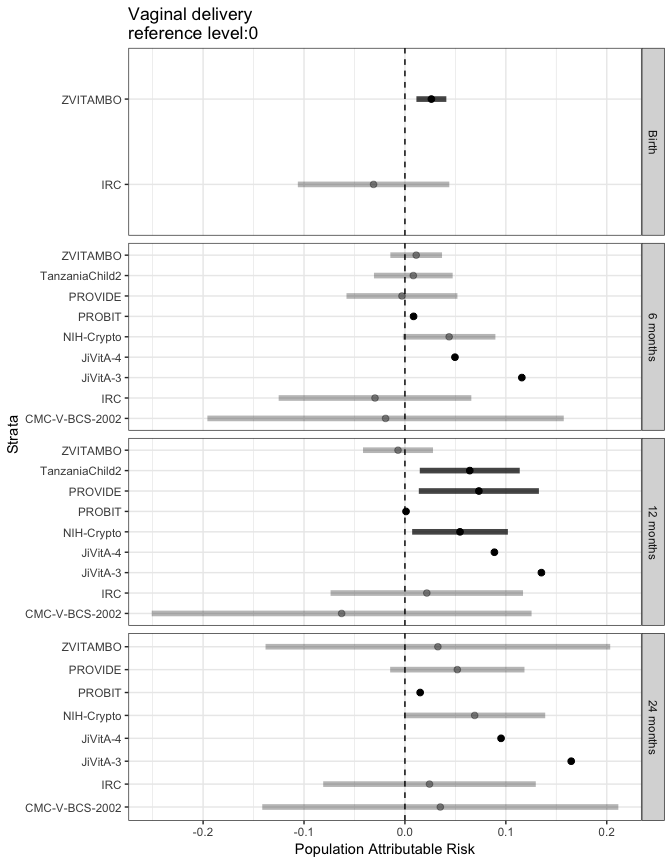 Vaginal delivery
reference level:0
Strata
ZVITAMBO
IRC
Birth
ZVITAMBO
TanzaniaChild2
PROVIDE
PROBIT
NIH-Crypto
JiVitA-4
JiVitA-3
IRC
CMC-V-BCS-2002
6 months
ZVITAMBO
TanzaniaChild2
PROVIDE
PROBIT
NIH-Crypto
JiVitA-4
JiVitA-3
IRC
CMC-V-BCS-2002
12 months
ZVITAMBO
PROVIDE
PROBIT
NIH-Crypto
JiVitA-4
JiVitA-3
IRC
CMC-V-BCS-2002
24 months
-0.2 -0.1 0.0 0.1 0.2
Population Attributable Risk